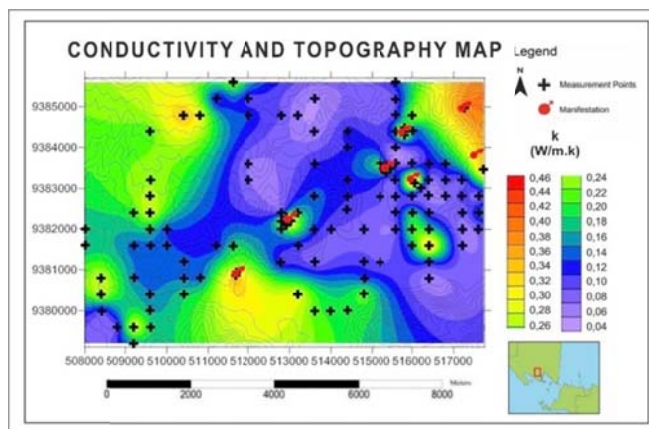 CONDUCTIVITY AND TOPOGRAPHY MAP
Legend
N
Measurement Points
Manifestation
k
(W/m.k)
0,46
0,44
0,42
0,40
0,38
0,36
0,34
0,32
0,30
0,28
0,26
0,24
0,22
0,20
0,18
0,16
0,14
0,12
0,10
0,08
0,06
0,04
9385000
9384000
9383000
9382000
9381000
9380000
508000 509000 510000 511000 512000 513000 514000 515000 516000 517000
0 2000 4000 6000 8000
Meters